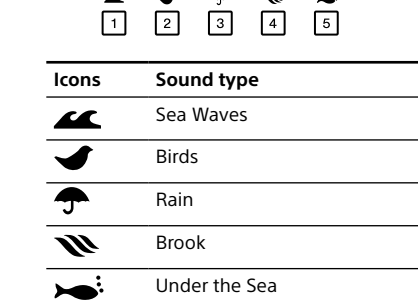 1 2 3 4 5
Icons Sound type
Sea Waves
Birds
Rain
Brook
Under the Sea